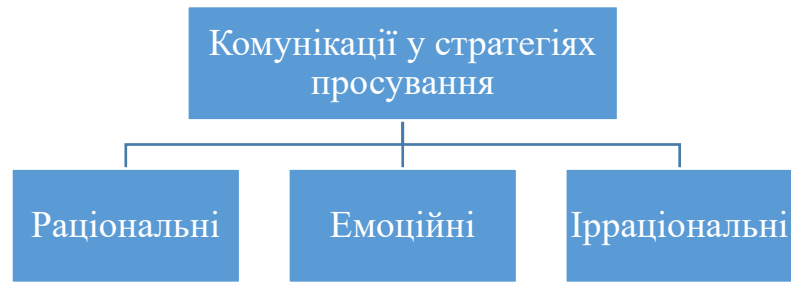 Комунікації у стратегіях
просування
Раціональні
Емоційні
Ірраціональні